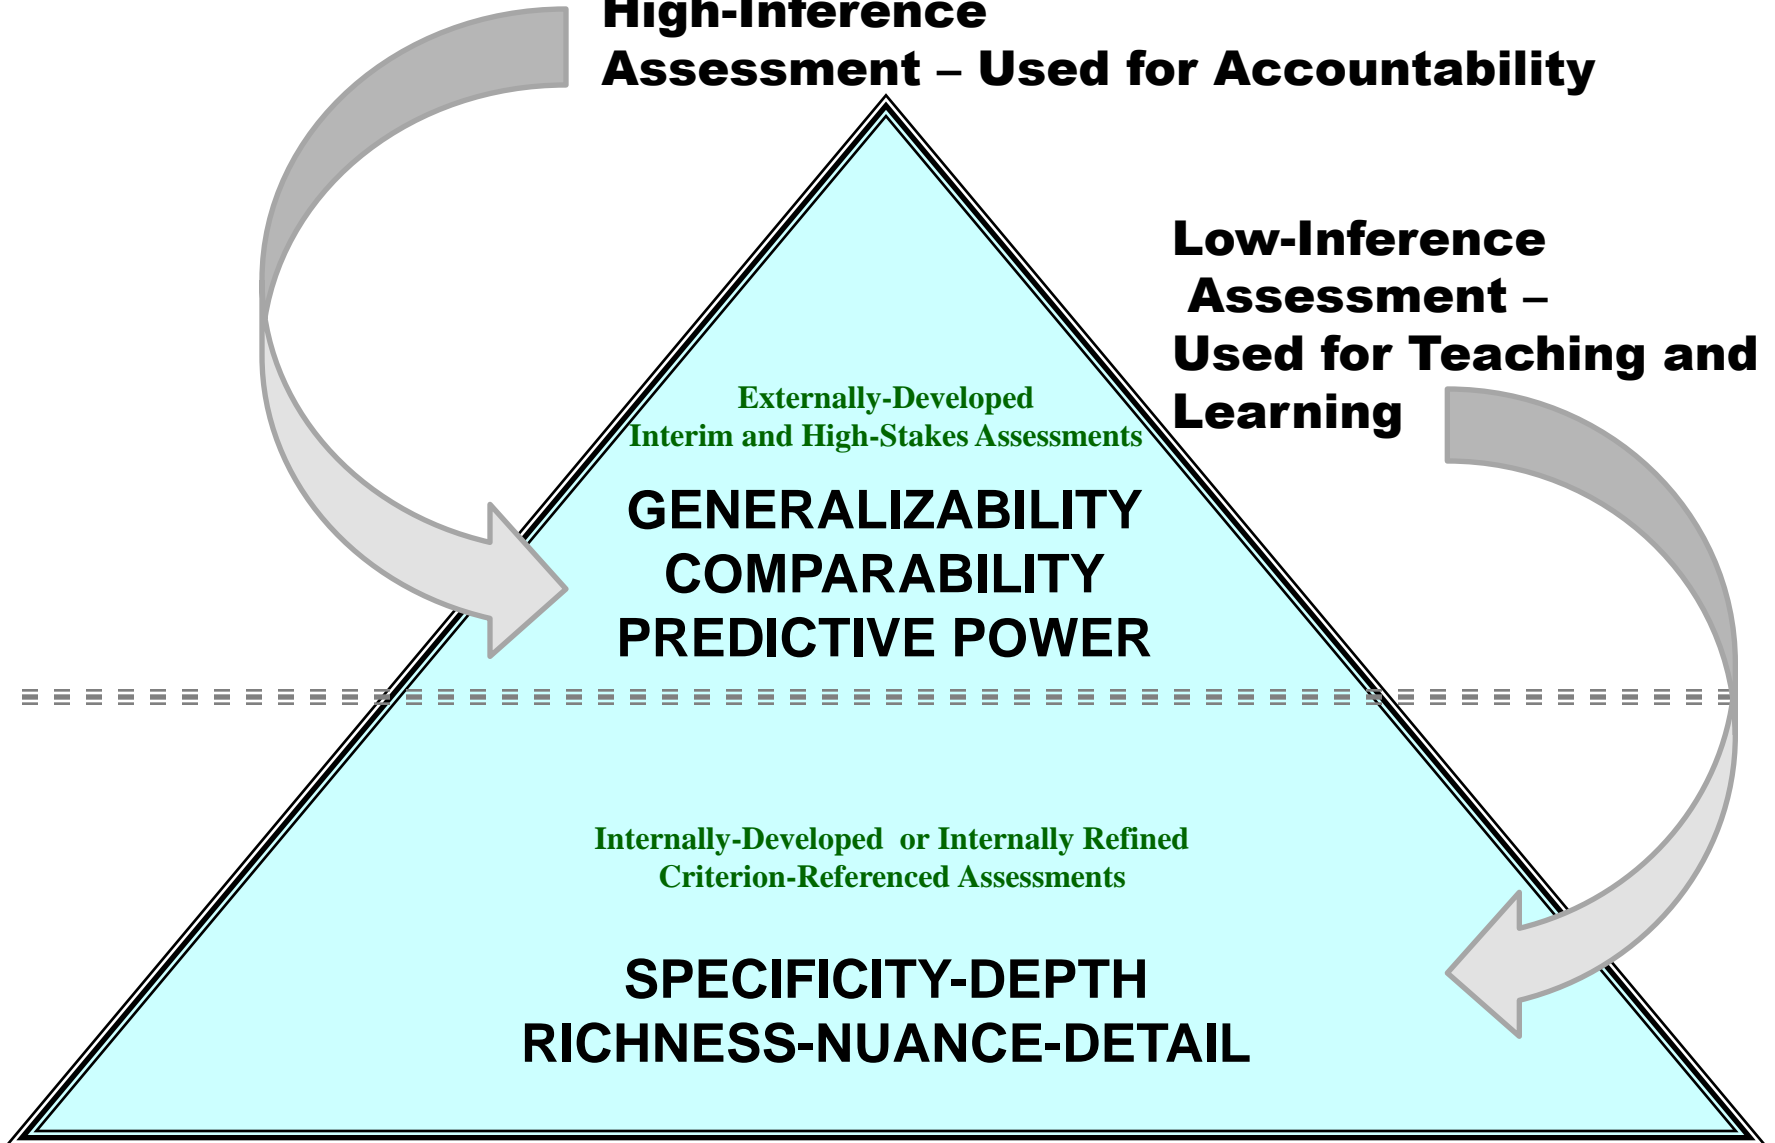 High-Inference
Assessment – Used for Accountability
Low-Inference
Assessment –
Used for Teaching and
Learning
Externally-Developed
Interim and High-Stakes Assessments
GENERALIZABILITY
COMPARABILITY
PREDICTIVE POWER
Internally-Developed or Internally Refined
Criterion-Referenced Assessments
SPECIFICITY-DEPTH
RICHNESS-NUANCE-DETAIL